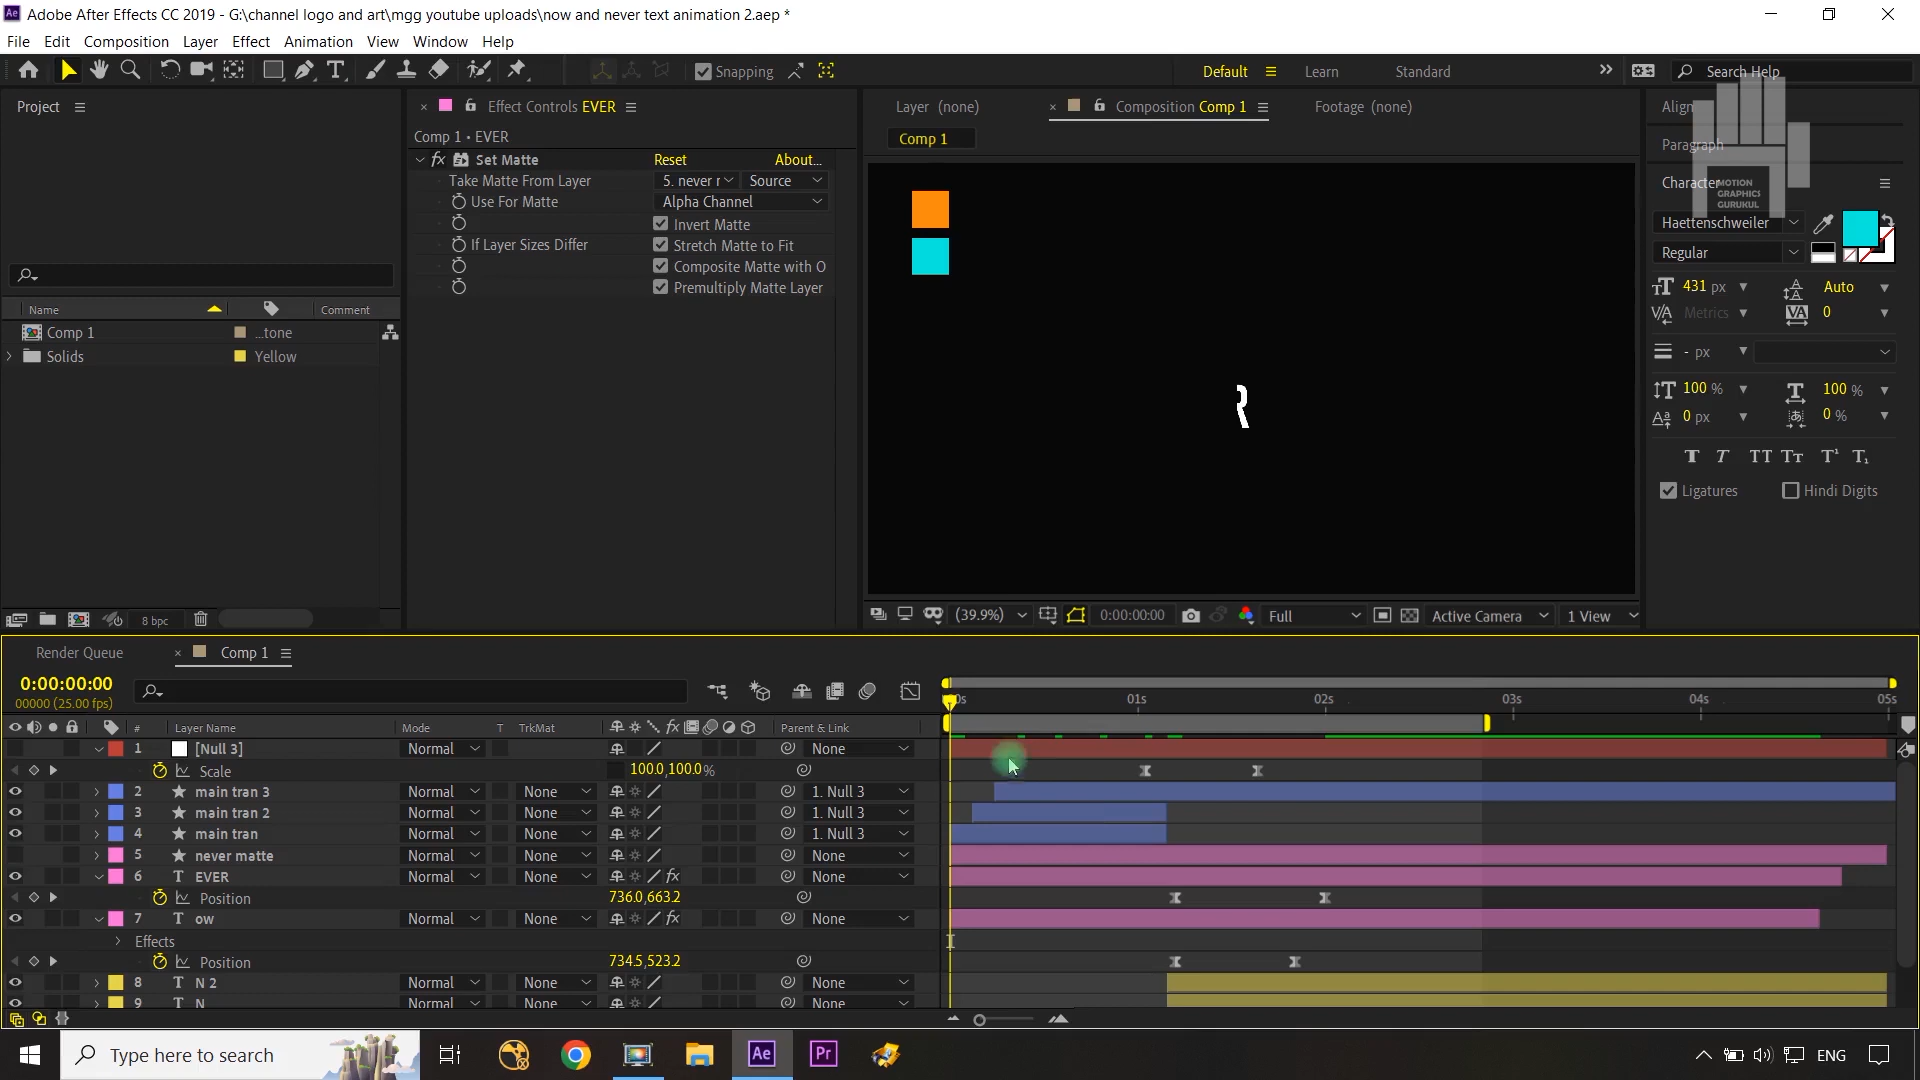 Adobe After Effects CC 2019 - G:\channel logo and art\mgg youtube uploads\now and never text animation 2.aep *
File Edit Composition Layer Effect Animation View Window Help
Snapping Default Learn Standard Search Help
Project
Effect Controls EVER
Layer (none) Composition Comp 1 Footage (none)
Align
Comp 1 • EVER
Comp 1
Paragraph
fx Set Matte Reset About...
Take Matte From Layer 5. never r Source
Use For Matte Alpha Channel
Invert Matte
If Layer Sizes Differ Stretch Matte to Fit
Composite Matte with O
Premultiply Matte Layer
Character
MOTION
GRAPHICS
GURUKUL
Haettenschweiler
Regular
431 px Auto
Metrics 0
- px
100 % 100 %
0 px 0 %
T T TT Tt T¹ T₁
Ligatures Hindi Digits
Name Comment
Comp 1 ...tone
Solids Yellow
R
8 bpc
(39.9%) 0:00:00:00 Full Active Camera 1 View
Render Queue Comp 1
0:00:00:00
00000 (25.00 fps)
0s 01s 02s 03s 04s 05s
# Layer Name Mode T TrkMat fx Parent & Link
1 [Null 3] Normal None
Scale 100.0,100.0%
2 main tran 3 Normal None 1. Null 3
3 main tran 2 Normal None 1. Null 3
4 main tran Normal None 1. Null 3
5 never matte Normal None None
6 T EVER Normal None fx None
Position 736.0,663.2
7 T ow Normal None fx None
Effects
Position 734.5,523.2
8 T N 2 Normal None None
9 T N Normal None None
Type here to search
Ae Pr
ENG